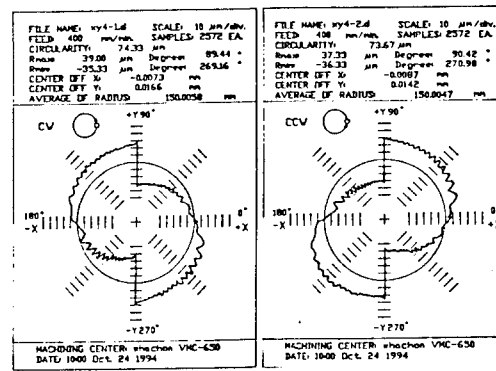 FILE NAME: xy4-1.d SCALE: 10 μm/div.
FEED 400 mm/min. SAMPLES: 2572 EA.
CIRCULARITY: 74.33 μm
Rmax 39.00 μm Degree= 89.44 °
Rmin -35.33 μm Degree= 269.16 °
CENTER OFF X: -0.0073 mm
CENTER OFF Y: 0.0166 mm
AVERAGE OF RADIUS: 150.0058 mm
CW
+Y 90°
180°
-X
0°
+X
-Y 270°
MACHINING CENTER: whachon VMC-650
DATE: 10:00 Oct. 24 1994
FILE NAME: xy4-2.d SCALE: 10 μm/div.
FEED 400 mm/min. SAMPLES: 2572 EA.
CIRCULARITY: 73.67 μm
Rmax 37.33 μm Degree= 90.42 °
Rmin -36.33 μm Degree= 270.98 °
CENTER OFF X: -0.0087 mm
CENTER OFF Y: 0.0142 mm
AVERAGE OF RADIUS: 150.0047 mm
CCW
+Y 90°
180°
-X
0°
+X
-Y 270°
MACHINING CENTER: whachon VMC-650
DATE: 10:00 Oct. 24 1994